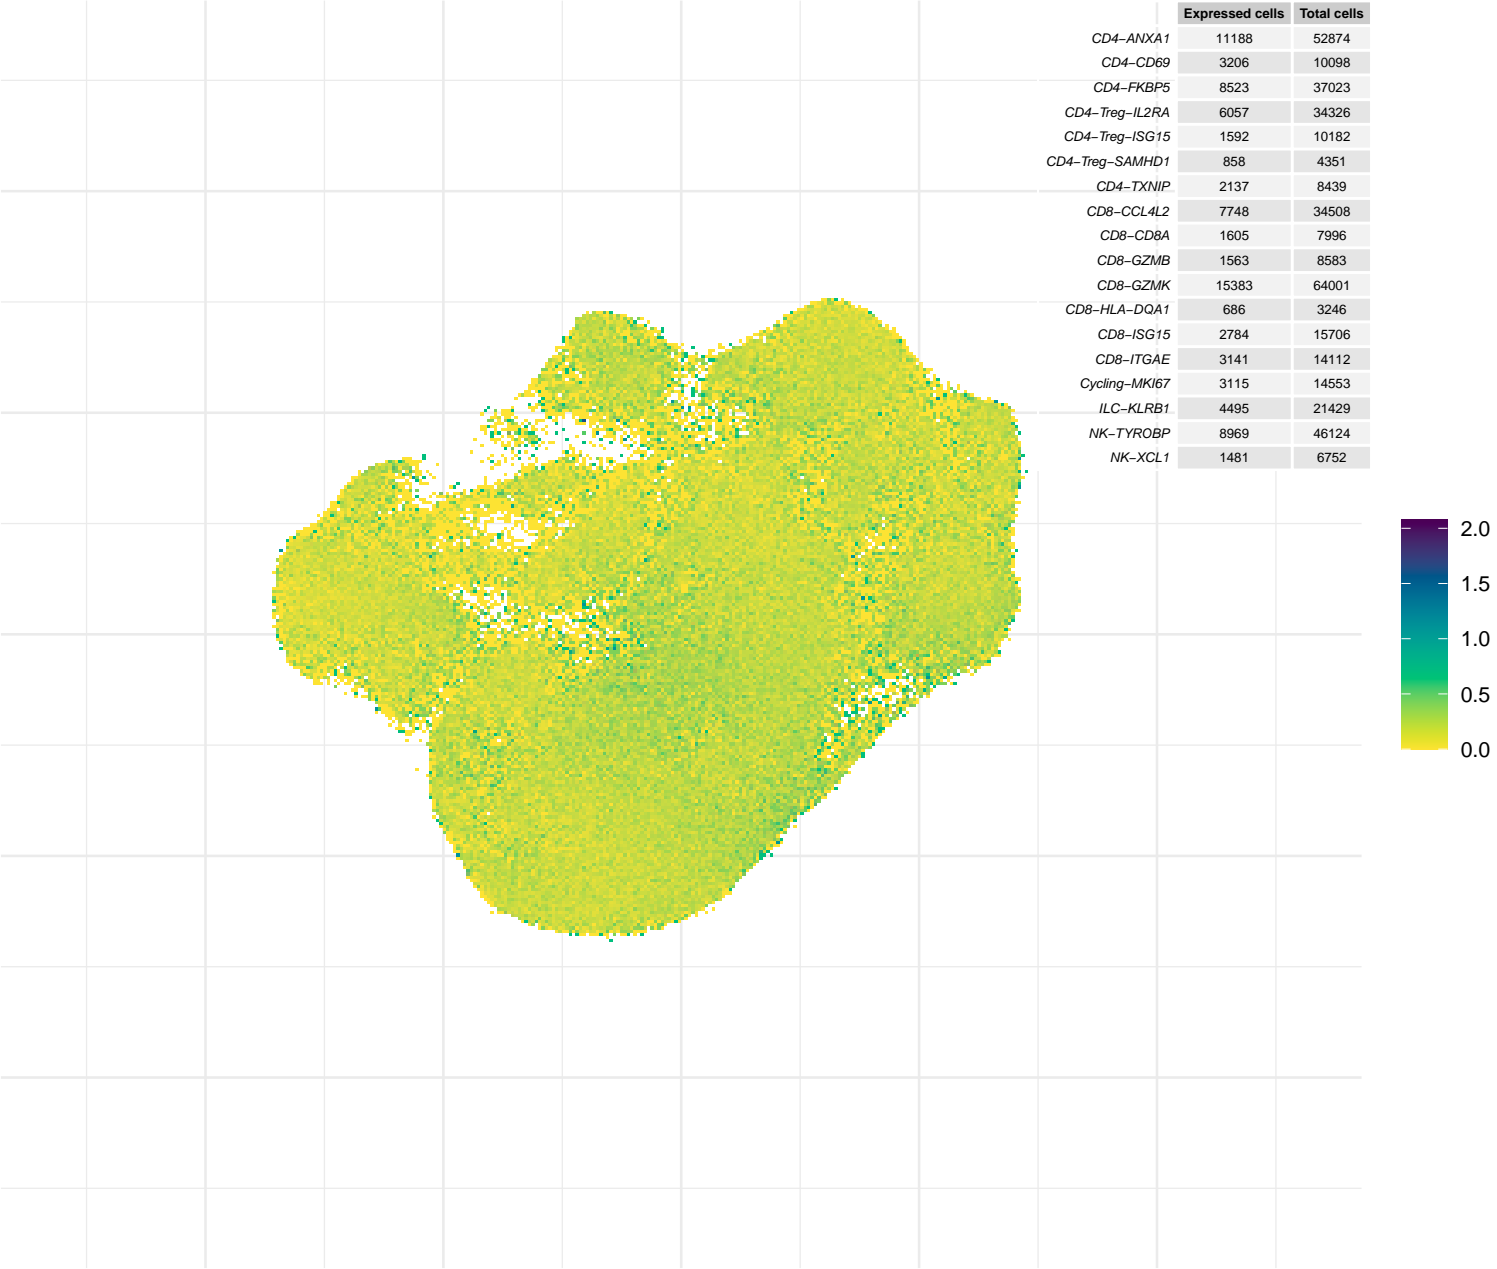 Expressed cells Total cells
CD4−ANXA1 11188 52874
CD4−CD69 3206 10098
CD4−FKBP5 8523 37023
CD4−Treg−IL2RA 6057 34326
CD4−Treg−ISG15 1592 10182
CD4−Treg−SAMHD1 858 4351
CD4−TXNIP 2137 8439
CD8−CCL4L2 7748 34508
CD8−CD8A 1605 7996
CD8−GZMB 1563 8583
CD8−GZMK 15383 64001
CD8−HLA−DQA1 686 3246
CD8−ISG15 2784 15706
CD8−ITGAE 3141 14112
Cycling−MKI67 3115 14553
ILC−KLRB1 4495 21429
NK−TYROBP 8969 46124
NK−XCL1 1481 6752
2.0
1.5
1.0
0.5
0.0